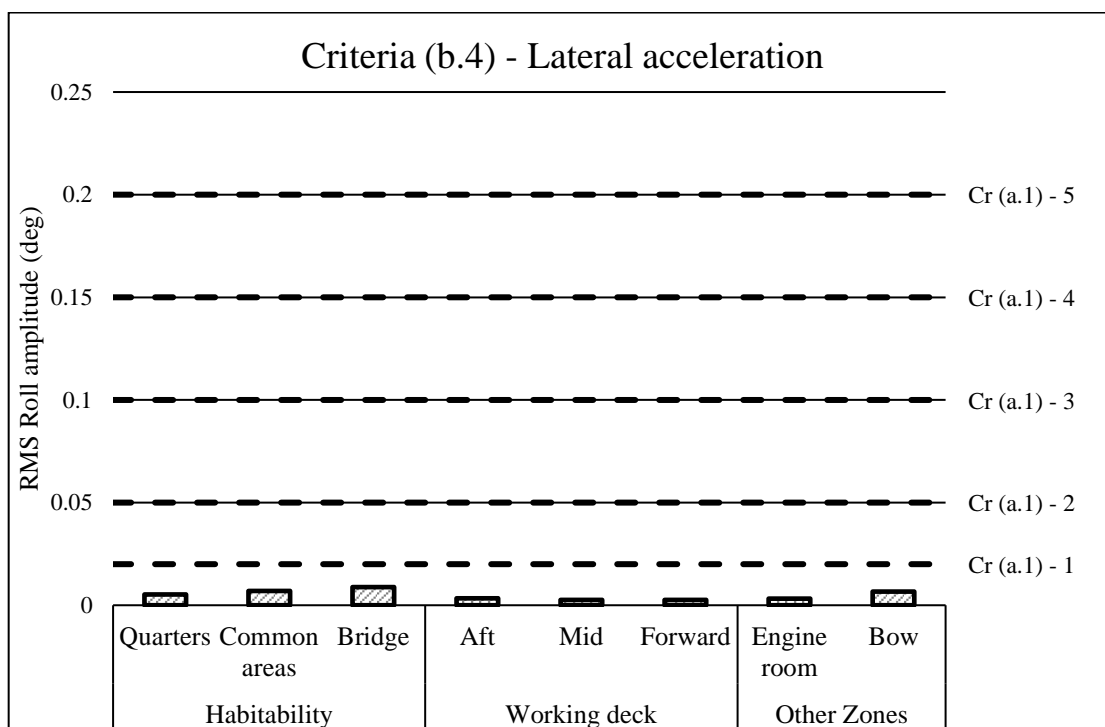 Criteria (b.4) - Lateral acceleration
RMS Roll amplitude (deg)
0.25
0.2
0.15
0.1
0.05
0
Cr (a.1) - 5
Cr (a.1) - 4
Cr (a.1) - 3
Cr (a.1) - 2
Cr (a.1) - 1
Quarters
Common
areas
Bridge
Aft
Mid
Forward
Engine
room
Bow
Habitability
Working deck
Other Zones